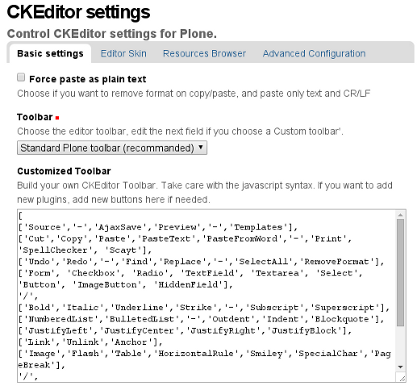 CKEditor settings
Control CKEditor settings for Plone.
Basic settings Editor Skin Resources Browser Advanced Configuration
Force paste as plain text
Choose if you want to remove format on copy/paste, and paste only text and CR/LF
Toolbar
Choose the editor toolbar, edit the next field if you choose a Custom toolbar'.
Standard Plone toolbar (recommanded)
Customized Toolbar
Build your own CKEditor Toolbar. Take care with the javascript syntax. If you want to add
new plugins, add new buttons here if needed.
[
['Source','-','AjaxSave','Preview','-','Templates'],
['Cut','Copy','Paste','PasteText','PasteFromWord','-','Print',
'SpellChecker', 'Scayt'],
['Undo','Redo','-','Find','Replace','-','SelectAll','RemoveFormat'],
['Form', 'Checkbox', 'Radio', 'TextField', 'Textarea', 'Select',
'Button', 'ImageButton', 'HiddenField'],
'/',
['Bold','Italic','Underline','Strike','-','Subscript','Superscript'],
['NumberedList','BulletedList','-','Outdent','Indent','Blockquote'],
['JustifyLeft','JustifyCenter','JustifyRight','JustifyBlock'],
['Link','Unlink','Anchor'],
['Image','Flash','Table','HorizontalRule','Smiley','SpecialChar','Pag
eBreak'],
'/',